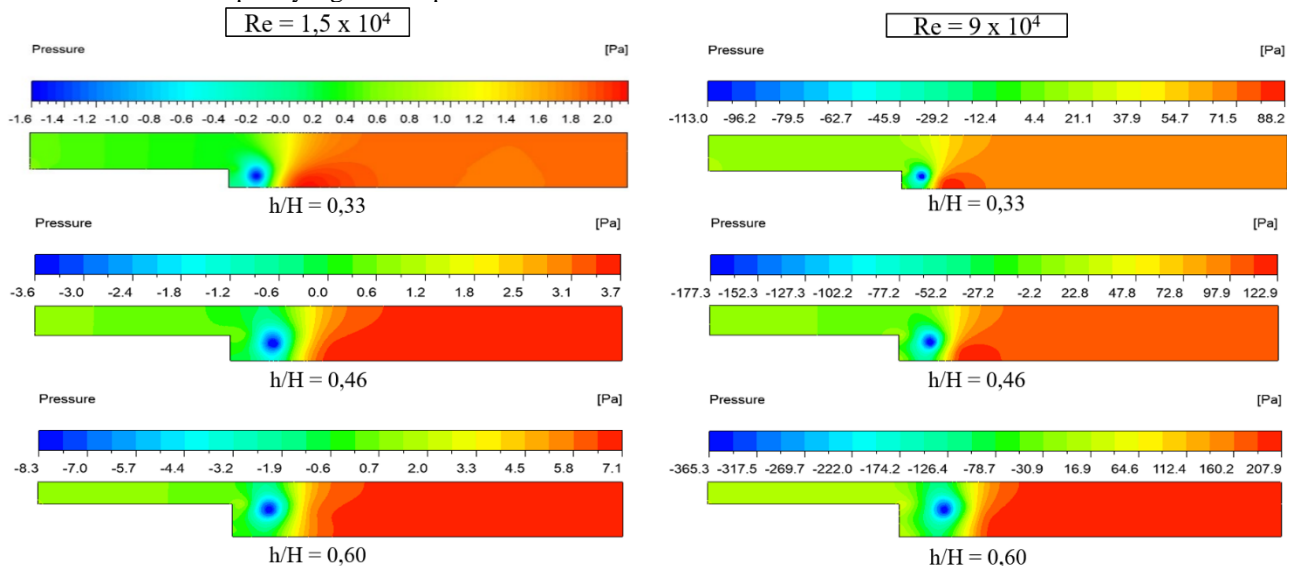 Re = 1,5 x 10⁴
Pressure [Pa]
-1.6 -1.4 -1.2 -1.0 -0.8 -0.6 -0.4 -0.2 -0.0 0.2 0.4 0.6 0.8 1.0 1.2 1.4 1.6 1.8 2.0
h/H = 0,33
Pressure [Pa]
-3.6 -3.0 -2.4 -1.8 -1.2 -0.6 0.0 0.6 1.2 1.8 2.5 3.1 3.7
h/H = 0,46
Pressure [Pa]
-8.3 -7.0 -5.7 -4.4 -3.2 -1.9 -0.6 0.7 2.0 3.3 4.5 5.8 7.1
h/H = 0,60
Re = 9 x 10⁴
Pressure [Pa]
-113.0 -96.2 -79.5 -62.7 -45.9 -29.2 -12.4 4.4 21.1 37.9 54.7 71.5 88.2
h/H = 0,33
Pressure [Pa]
-177.3 -152.3 -127.3 -102.2 -77.2 -52.2 -27.2 -2.2 22.8 47.8 72.8 97.9 122.9
h/H = 0,46
Pressure [Pa]
-365.3 -317.5 -269.7 -222.0 -174.2 -126.4 -78.7 -30.9 16.9 64.6 112.4 160.2 207.9
h/H = 0,60